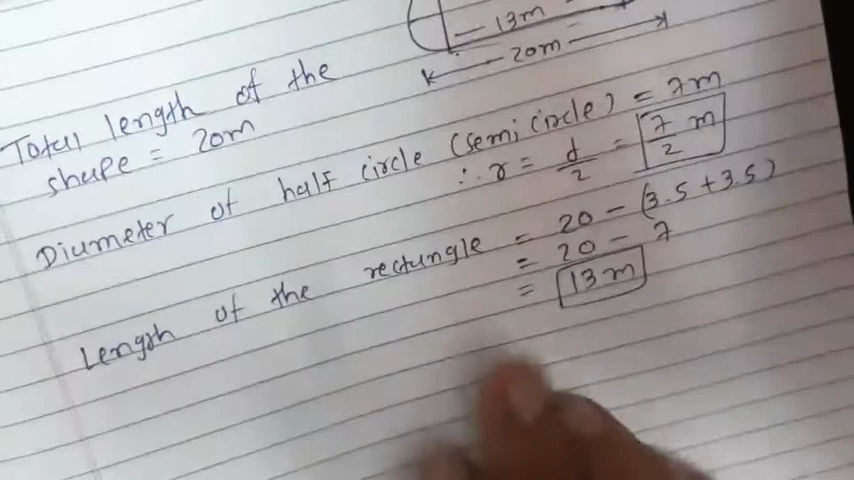 13m
20m
Total length of the
shape = 20m
Diameter of half circle (semi circle) = 7m
∴ r = d/2 = 7/2 m
Length of the rectangle = 20 - (3.5 + 3.5)
= 20 - 7
= 13m